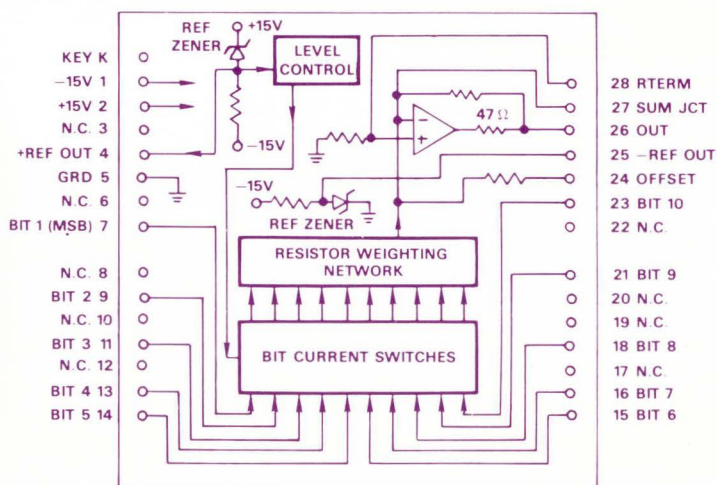 REF
ZENER
+15V
LEVEL
CONTROL
-15V
KEY K
-15V 1
+15V 2
N.C. 3
+REF OUT 4
GRD 5
N.C. 6
BIT 1 (MSB) 7
N.C. 8
BIT 2 9
N.C. 10
BIT 3 11
N.C. 12
BIT 4 13
BIT 5 14
47Ω
-
+
-15V
REF ZENER
RESISTOR WEIGHTING
NETWORK
BIT CURRENT SWITCHES
28 RTERM
27 SUM JCT
26 OUT
25 -REF OUT
24 OFFSET
23 BIT 10
22 N.C.
21 BIT 9
20 N.C.
19 N.C.
18 BIT 8
17 N.C.
16 BIT 7
15 BIT 6